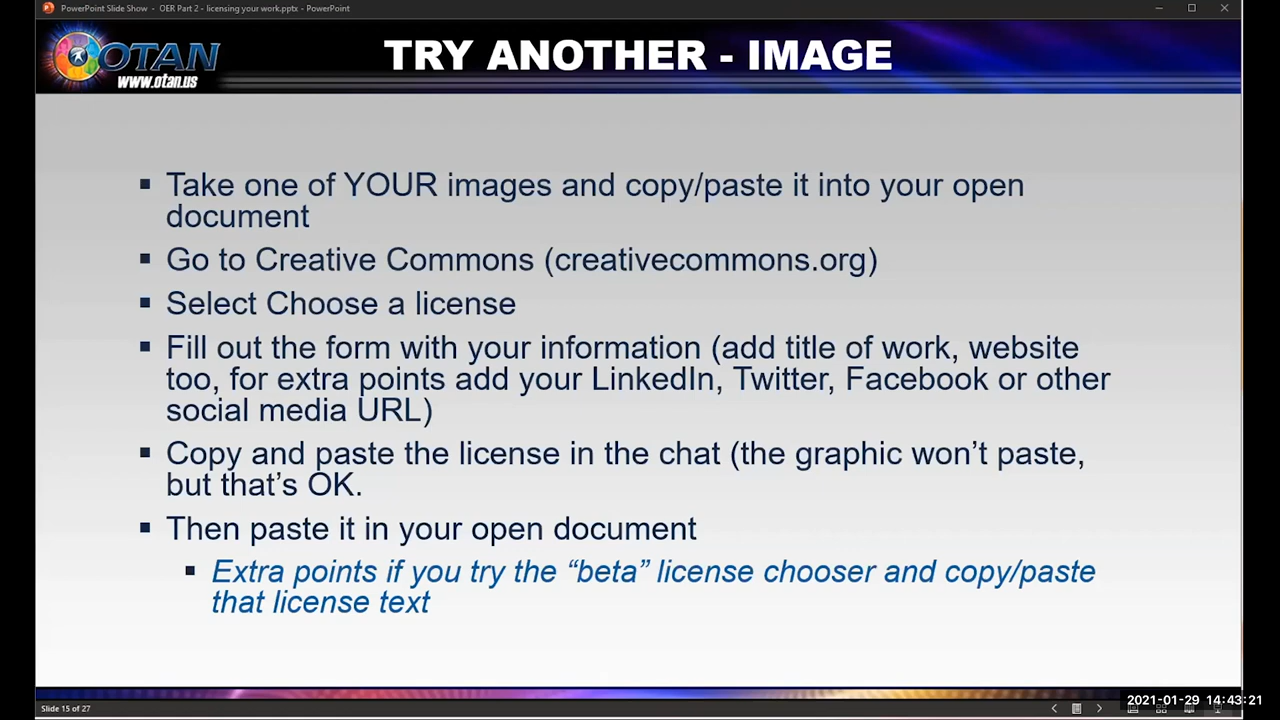 PowerPoint Slide Show - OER Part 2 - licensing your work.pptx - PowerPoint
OTAN
www.otan.us
TRY ANOTHER - IMAGE
▪ Take one of YOUR images and copy/paste it into your open
document
▪ Go to Creative Commons (creativecommons.org)
▪ Select Choose a license
▪ Fill out the form with your information (add title of work, website
too, for extra points add your LinkedIn, Twitter, Facebook or other
social media URL)
▪ Copy and paste the license in the chat (the graphic won’t paste,
but that’s OK.
▪ Then paste it in your open document
▪ Extra points if you try the “beta” license chooser and copy/paste
that license text
Slide 15 of 27
2021-01-29 14:43:21